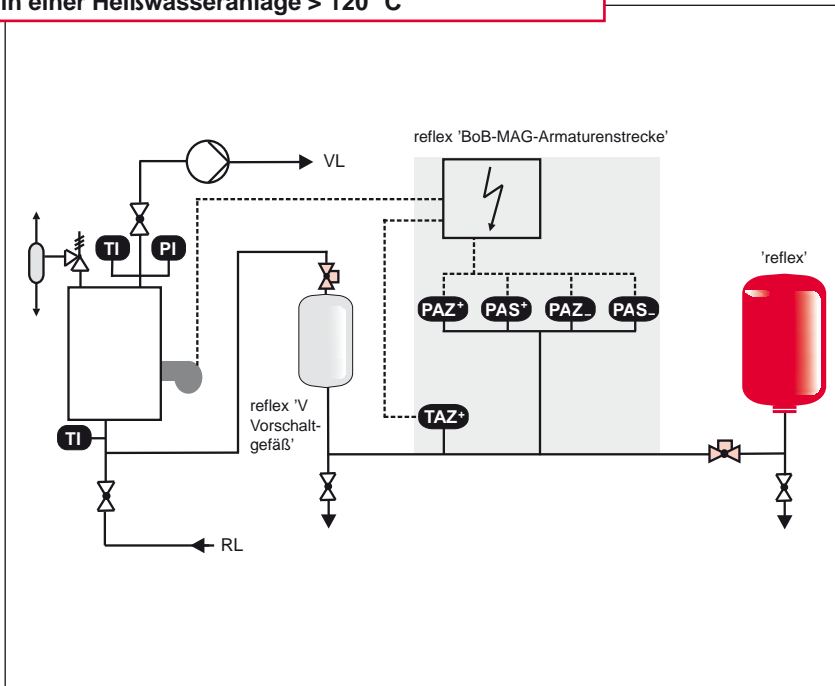 in einer Heißwasseranlage > 120 °C
reflex 'BoB-MAG-Armaturenstrecke'
VL
'reflex'
TI
PI
PAZ+
PAS+
PAZ–
PAS–
reflex 'V
Vorschalt-
gefäß'
TAZ+
TI
RL